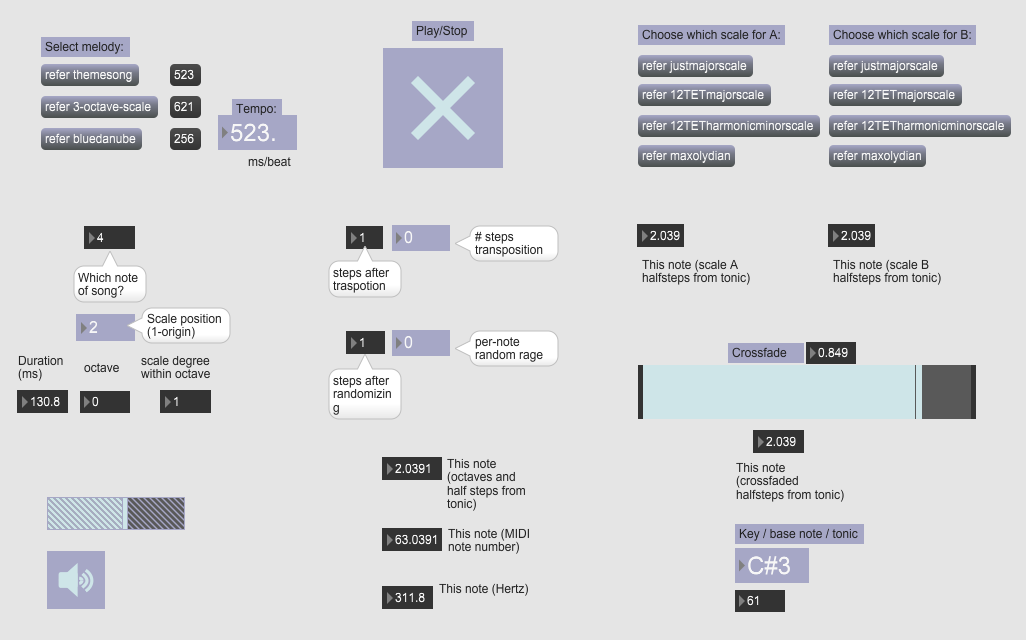 Play/Stop
Select melody:
refer themesong
523
refer 3-octave-scale
621
refer bluedanube
256
Tempo:
523.
ms/beat
Choose which scale for A:
refer justmajorscale
refer 12TETmajorscale
refer 12TETharmonicminorscale
refer maxolydian
Choose which scale for B:
refer justmajorscale
refer 12TETmajorscale
refer 12TETharmonicminorscale
refer maxolydian
4
Which note
of song?
2
Scale position
(1-origin)
Duration
(ms)
octave
scale degree
within octave
130.8
0
1
1
0
# steps
transposition
steps after
traspotion
1
0
per-note
random rage
steps after
randomizin
g
2.0391
This note
(octaves and
half steps from
tonic)
63.0391
This note (MIDI
note number)
311.8
This note (Hertz)
2.039
This note (scale A
halfsteps from tonic)
2.039
This note (scale B
halfsteps from tonic)
Crossfade
0.849
2.039
This note
(crossfaded
halfsteps from tonic)
Key / base note / tonic
C#3
61